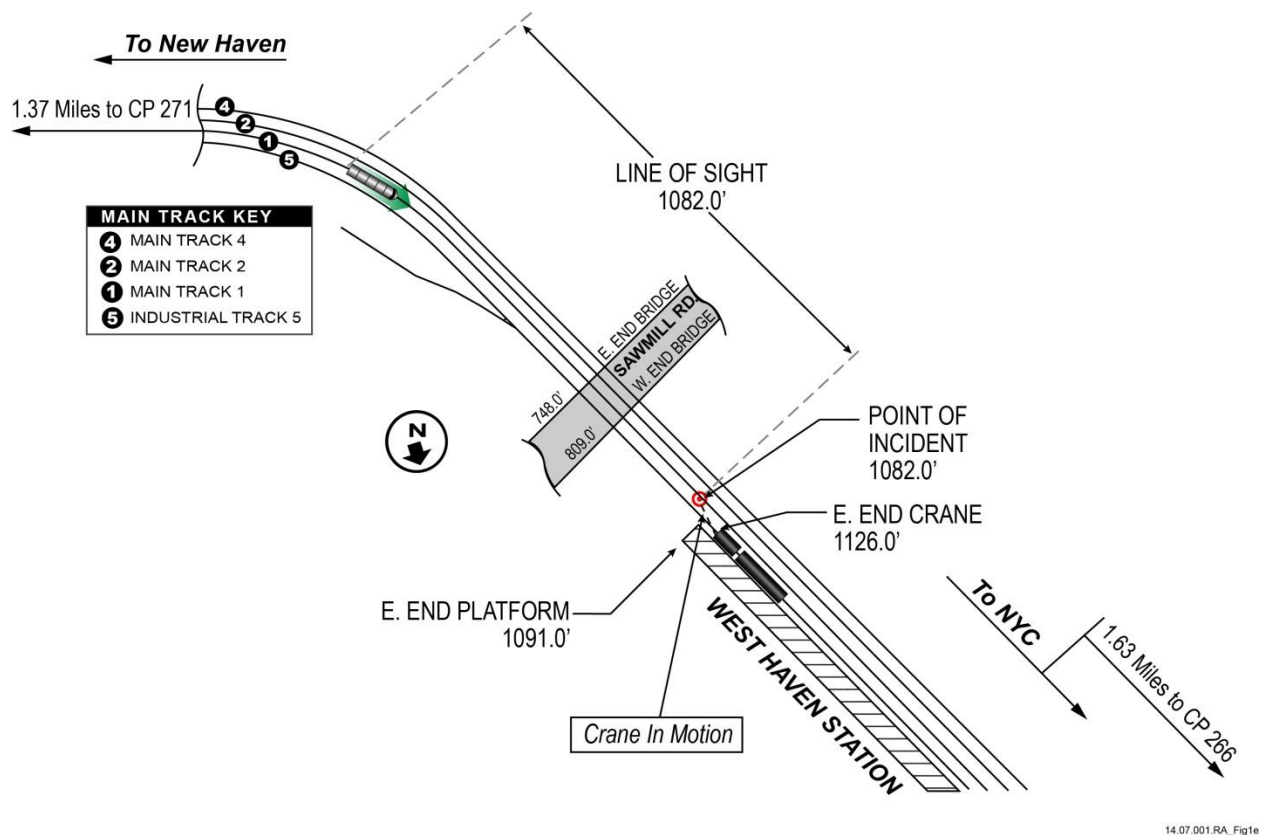 To New Haven
1.37 Miles to CP 271
4
2
1
5
LINE OF SIGHT
1082.0’
MAIN TRACK KEY
4 MAIN TRACK 4
2 MAIN TRACK 2
1 MAIN TRACK 1
5 INDUSTRIAL TRACK 5
E. END BRIDGE
SAWMILL RD.
W. END BRIDGE
748.0’
809.0’
N
POINT OF
INCIDENT
1082.0’
E. END CRANE
1126.0’
E. END PLATFORM
1091.0’
WEST HAVEN STATION
To NYC
1.63 Miles to CP 266
Crane In Motion
14.07.001.RA_Fig1e